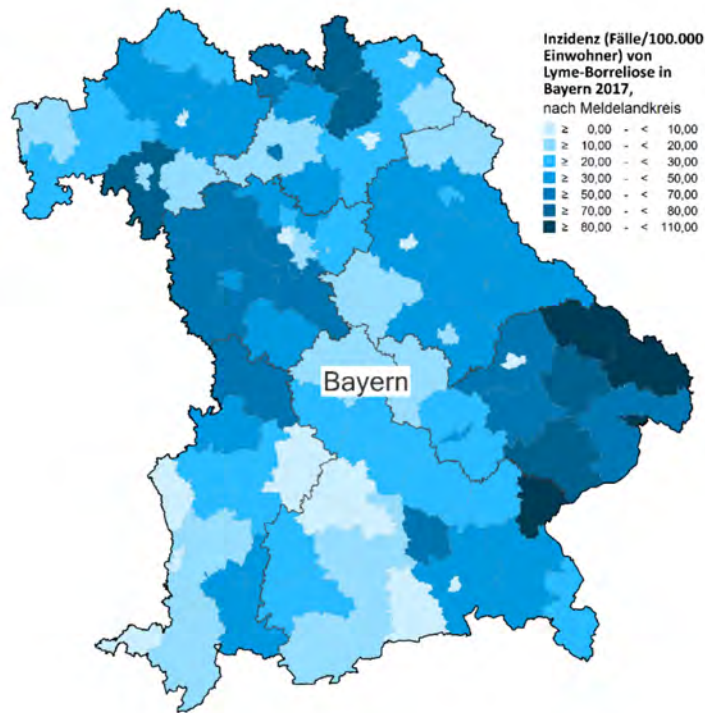 Inzidenz (Fälle/100.000
Einwohner) von
Lyme-Borreliose in
Bayern 2017,
nach Meldelandkreis
≥ 0,00 - < 10,00
≥ 10,00 - < 20,00
≥ 20,00 - < 30,00
≥ 30,00 - < 50,00
≥ 50,00 - < 70,00
≥ 70,00 - < 80,00
≥ 80,00 - < 110,00
Bayern